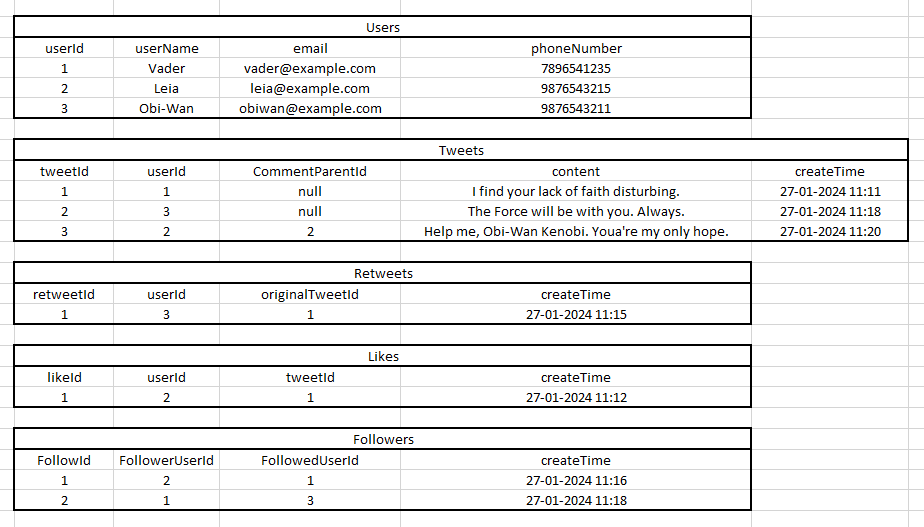 Users
userId userName email phoneNumber
1 Vader vader@example.com 7896541235
2 Leia leia@example.com 9876543215
3 Obi-Wan obiwan@example.com 9876543211
Tweets
tweetId userId CommentParentId content createTime
1 1 null I find your lack of faith disturbing. 27-01-2024 11:11
2 3 null The Force will be with you. Always. 27-01-2024 11:18
3 2 2 Help me, Obi-Wan Kenobi. Youa're my only hope. 27-01-2024 11:20
Retweets
retweetId userId originalTweetId createTime
1 3 1 27-01-2024 11:15
Likes
likeId userId tweetId createTime
1 2 1 27-01-2024 11:12
Followers
FollowId FollowerUserId FollowedUserId createTime
1 2 1 27-01-2024 11:16
2 1 3 27-01-2024 11:18